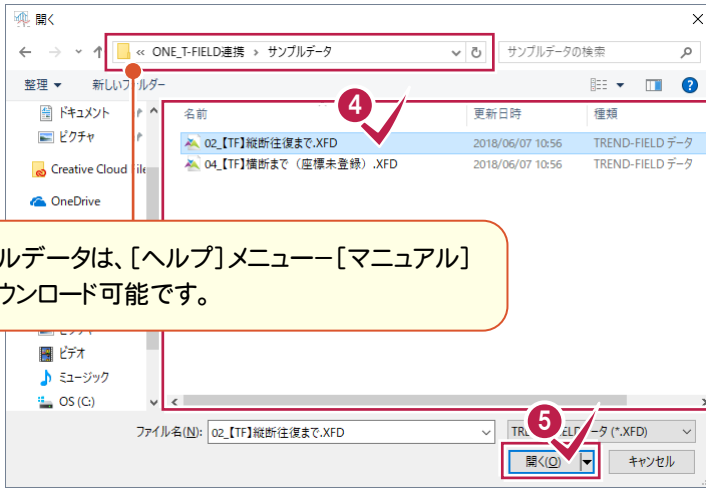 開く
« ONE_T-FIELD連携 › サンプルデータ
サンプルデータの検索
整理
新しいフォルダー
ドキュメント
ピクチャ
Creative Cloud
OneDrive
ビデオ
ミュージック
OS (C:)
4
名前
更新日時
種類
02_【TF】縦断往復まで.XFD
2018/06/07 10:56
TREND-FIELD データ
04_【TF】横断まで（座標未登録）.XFD
2018/06/07 10:56
TREND-FIELD データ
ルデータは、[ヘルプ]メニュー－[マニュアル]
ウンロード可能です。
ファイル名(N):
02_【TF】縦断往復まで.XFD
5
データ (*.XFD)
開く(O)
キャンセル